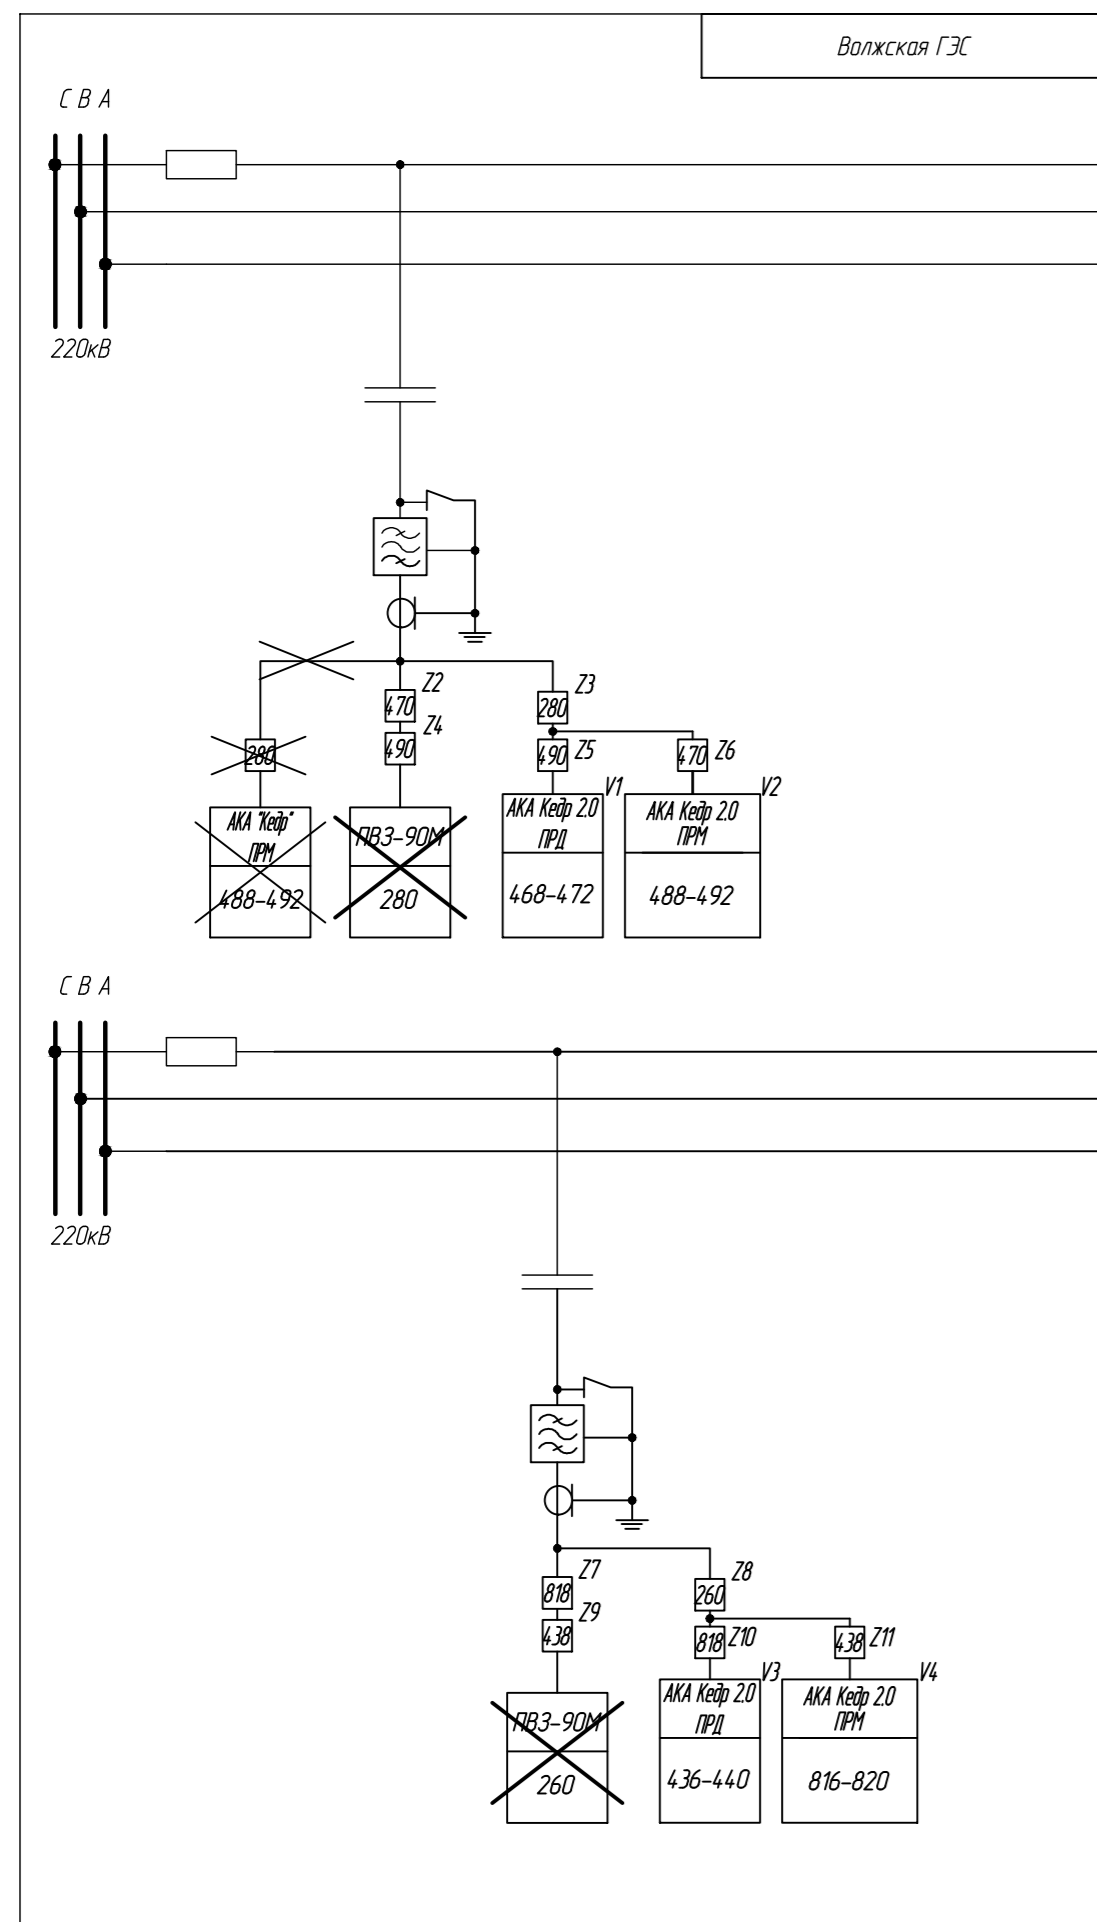 Волжская ГЭС
С В А
220кВ
Z2
470
Z3
280
Z4
490
280
490
Z5
470
Z6
V1
V2
АКА "Кедр"
ПРМ
488-492
ПВЗ-90М
280
АКА Кедр 2.0
ПРД
468-472
АКА Кедр 2.0
ПРМ
488-492
С В А
220кВ
Z7
818
Z8
260
Z9
438
818
Z10
438
Z11
V3
V4
ПВЗ-90М
260
АКА Кедр 2.0
ПРД
436-440
АКА Кедр 2.0
ПРМ
816-820